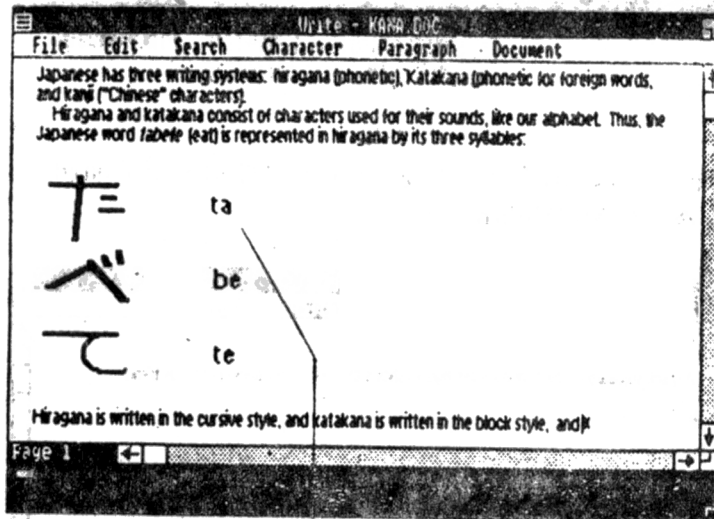 Write - KANA.DOC
File Edit Search Character Paragraph Document
Japanese has three writing systems: hiragana (phonetic), Katakana (phonetic for foreign words,
and kanji ("Chinese" characters).
Hiragana and katakana consist of characters used for their sounds, like our alphabet. Thus, the
Japanese word tabete (eat) is represented in hiragana by its three syllables:
た ta
べ be
て te
Hiragana is written in the cursive style, and katakana is written in the block style, and
Page 1